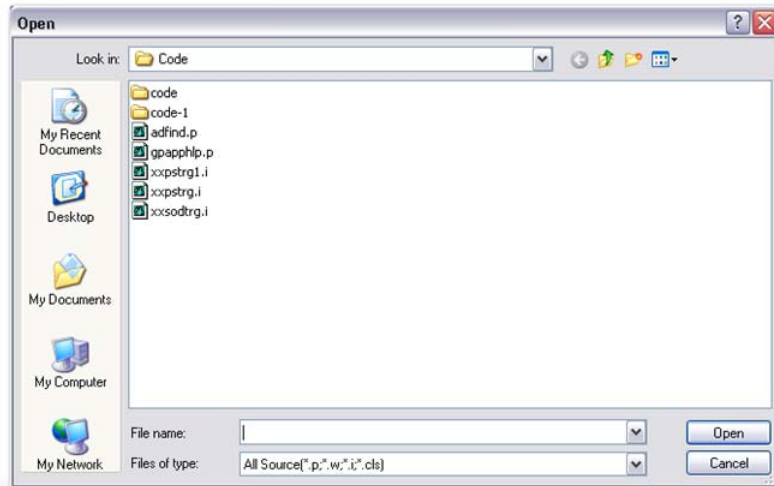 Open
Look in: Code
code
code-1
adfind.p
gpapphlp.p
xxpstrg1.i
xxpstrg.i
xxsodtrg.i
My Recent
Documents
Desktop
My Documents
My Computer
My Network
File name: Open
Files of type: All Source(*.p;*.w;*.i;*.cls) Cancel